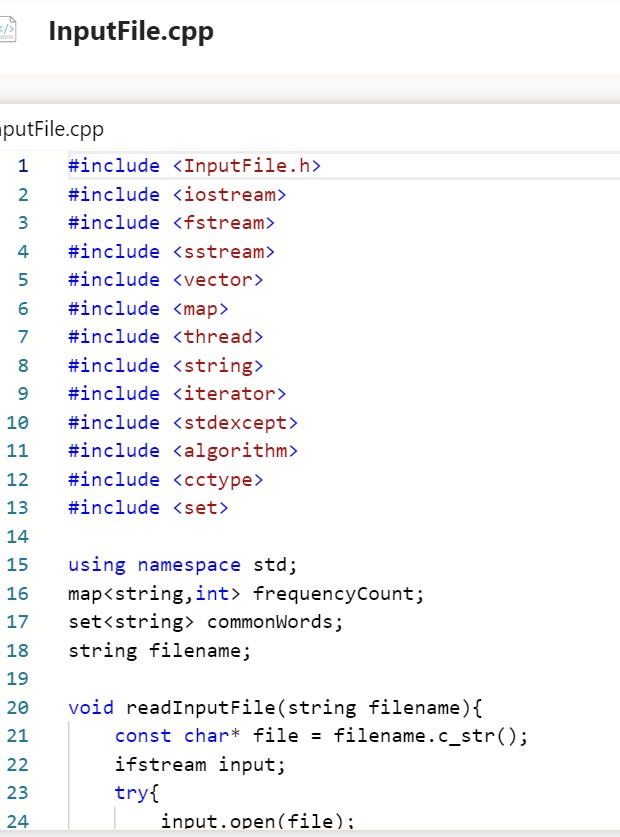 </>
InputFile.cpp
nputFile.cpp
1 #include <InputFile.h>
2 #include <iostream>
3 #include <fstream>
4 #include <sstream>
5 #include <vector>
6 #include <map>
7 #include <thread>
8 #include <string>
9 #include <iterator>
10 #include <stdexcept>
11 #include <algorithm>
12 #include <cctype>
13 #include <set>
14
15 using namespace std;
16 map<string,int> frequencyCount;
17 set<string> commonWords;
18 string filename;
19
20 void readInputFile(string filename){
21 const char* file = filename.c_str();
22 ifstream input;
23 try{
24 input.open(file);